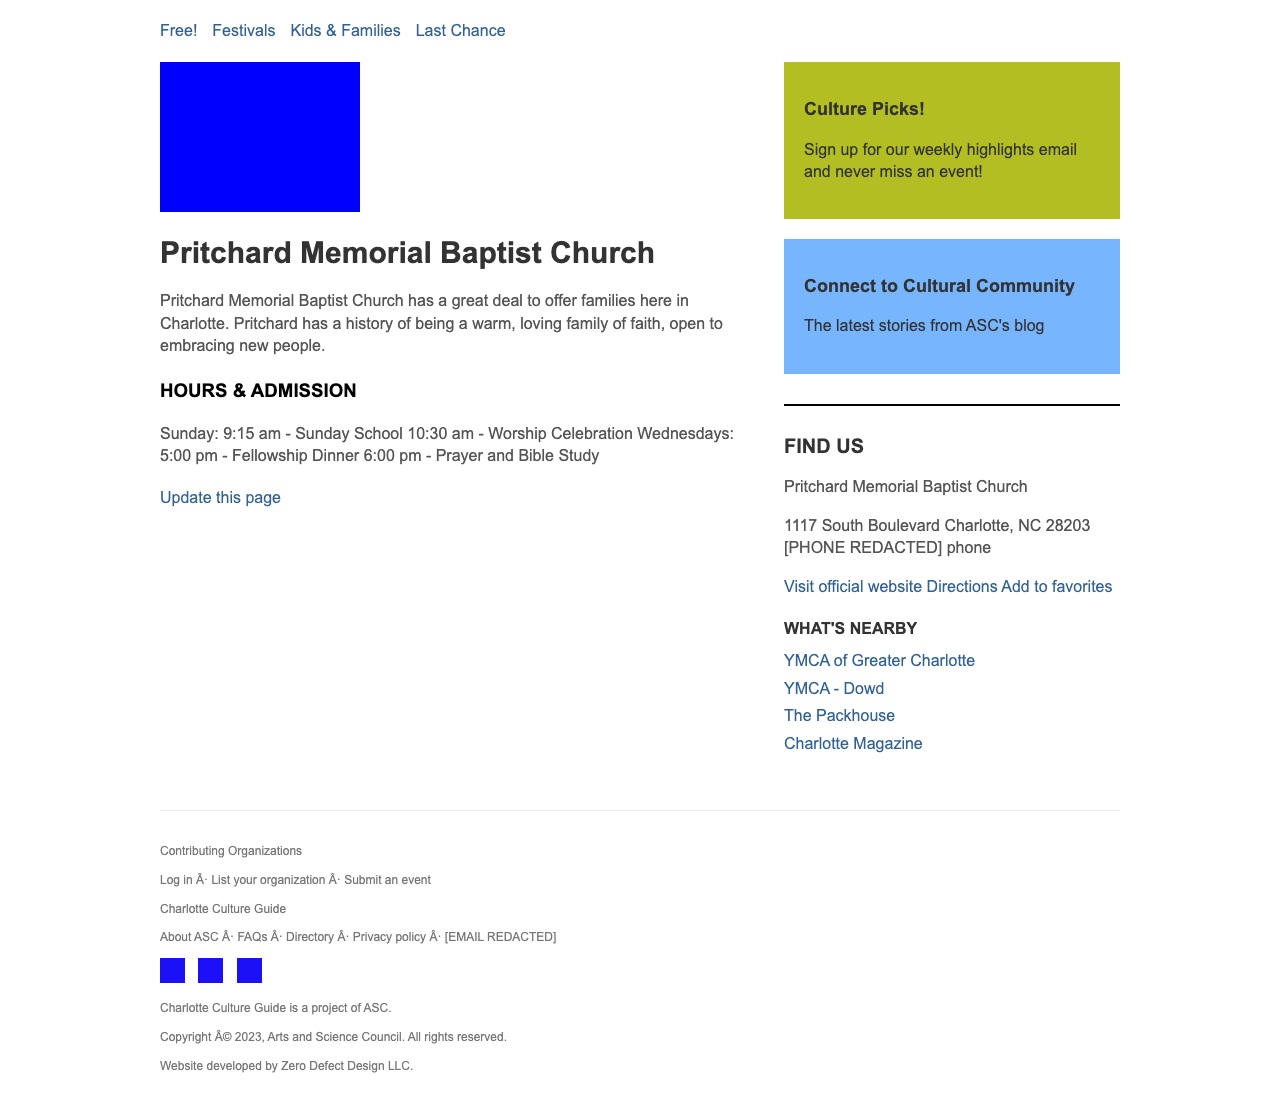 Free! Festivals Kids & Families Last Chance
Pritchard Memorial Baptist Church
Pritchard Memorial Baptist Church has a great deal to offer families here in
Charlotte. Pritchard has a history of being a warm, loving family of faith, open to
embracing new people.
HOURS & ADMISSION
Sunday: 9:15 am - Sunday School 10:30 am - Worship Celebration Wednesdays:
5:00 pm - Fellowship Dinner 6:00 pm - Prayer and Bible Study
Update this page
Culture Picks!
Sign up for our weekly highlights email
and never miss an event!
Connect to Cultural Community
The latest stories from ASC's blog
FIND US
Pritchard Memorial Baptist Church
1117 South Boulevard Charlotte, NC 28203
[PHONE REDACTED] phone
Visit official website Directions Add to favorites
WHAT'S NEARBY
YMCA of Greater Charlotte
YMCA - Dowd
The Packhouse
Charlotte Magazine
Contributing Organizations
Log in Â· List your organization Â· Submit an event
Charlotte Culture Guide
About ASC Â· FAQs Â· Directory Â· Privacy policy Â· [EMAIL REDACTED]
Charlotte Culture Guide is a project of ASC.
Copyright Â© 2023, Arts and Science Council. All rights reserved.
Website developed by Zero Defect Design LLC.